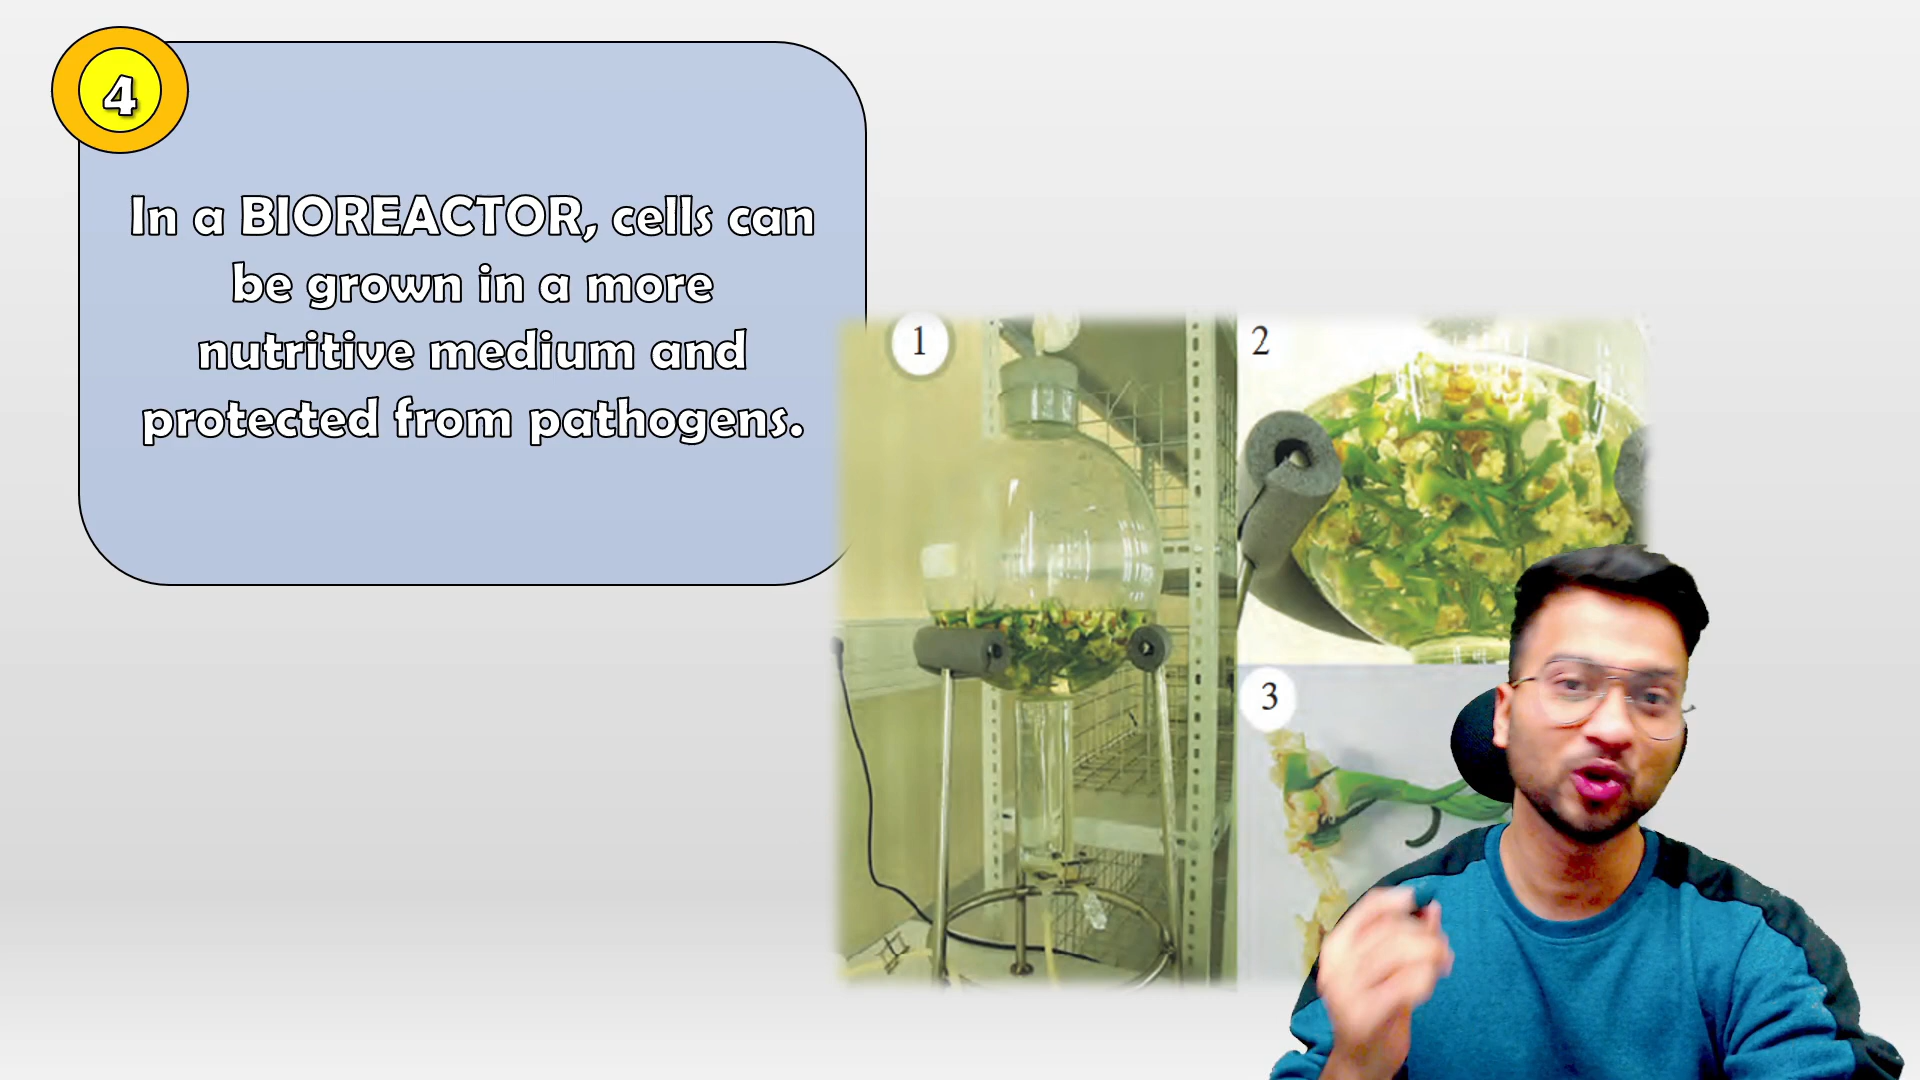 4
In a BIOREACTOR, cells can
be grown in a more
nutritive medium and
protected from pathogens.
1
2
3